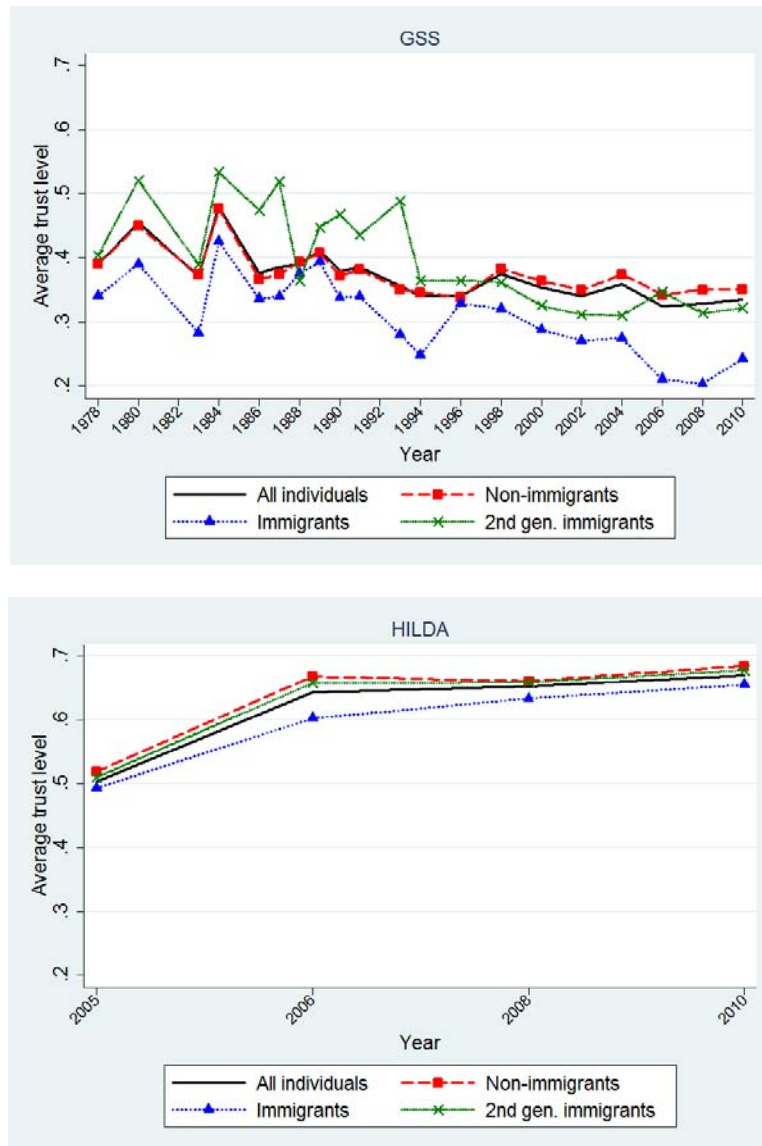 GSS
Average trust level
.7
.6
.5
.4
.3
.2
1978
1980
1982
1984
1986
1988
1990
1992
1994
1996
1998
2000
2002
2004
2006
2008
2010
Year
All individuals
Non-immigrants
Immigrants
2nd gen. immigrants
HILDA
Average trust level
.7
.6
.5
.4
.3
.2
2005
2006
2008
2010
Year
All individuals
Non-immigrants
Immigrants
2nd gen. immigrants